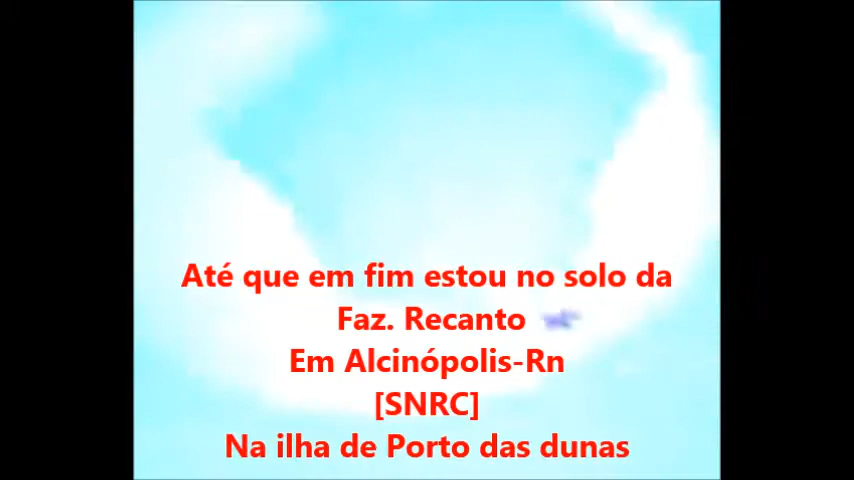 Até que em fim estou no solo da
Faz. Recanto
Em Alcinópolis-Rn
[SNRC]
Na ilha de Porto das dunas